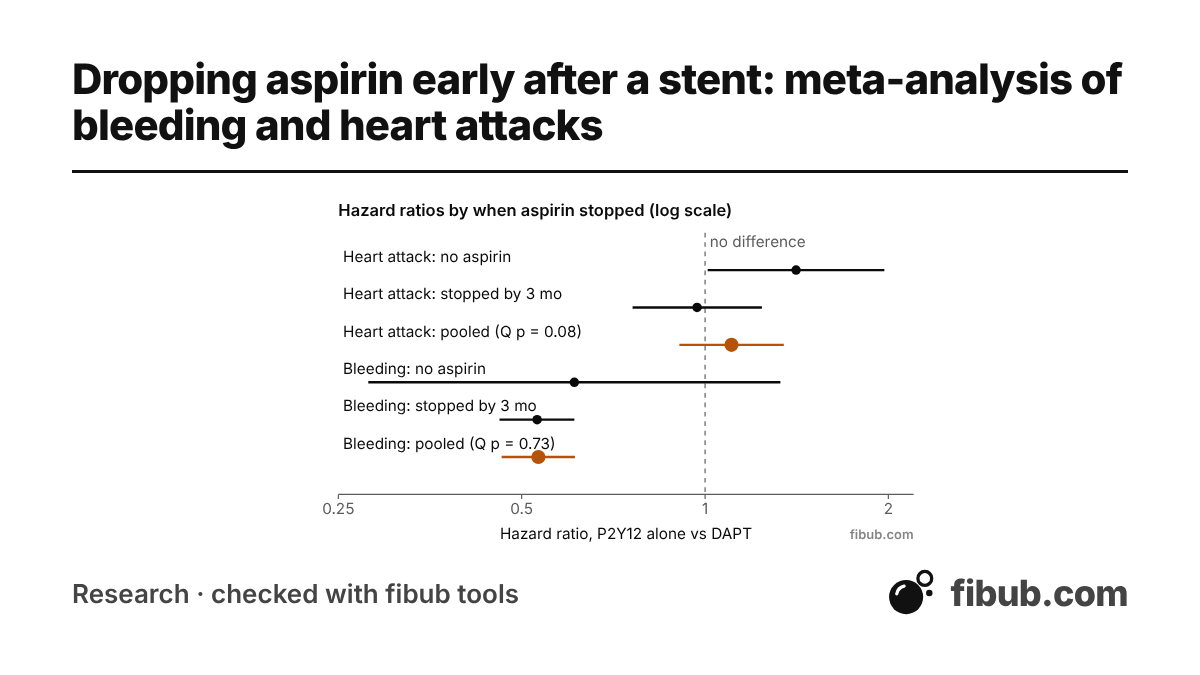 Dropping aspirin early after a stent: meta-analysis of
bleeding and heart attacks
Hazard ratios by when aspirin stopped (log scale)
no difference
Heart attack: no aspirin
Heart attack: stopped by 3 mo
Heart attack: pooled (Q p = 0.08)
Bleeding: no aspirin
Bleeding: stopped by 3 mo
Bleeding: pooled (Q p = 0.73)
0.25 0.5 1 2
Hazard ratio, P2Y12 alone vs DAPT
fibub.com
Research · checked with fibub tools
fibub.com